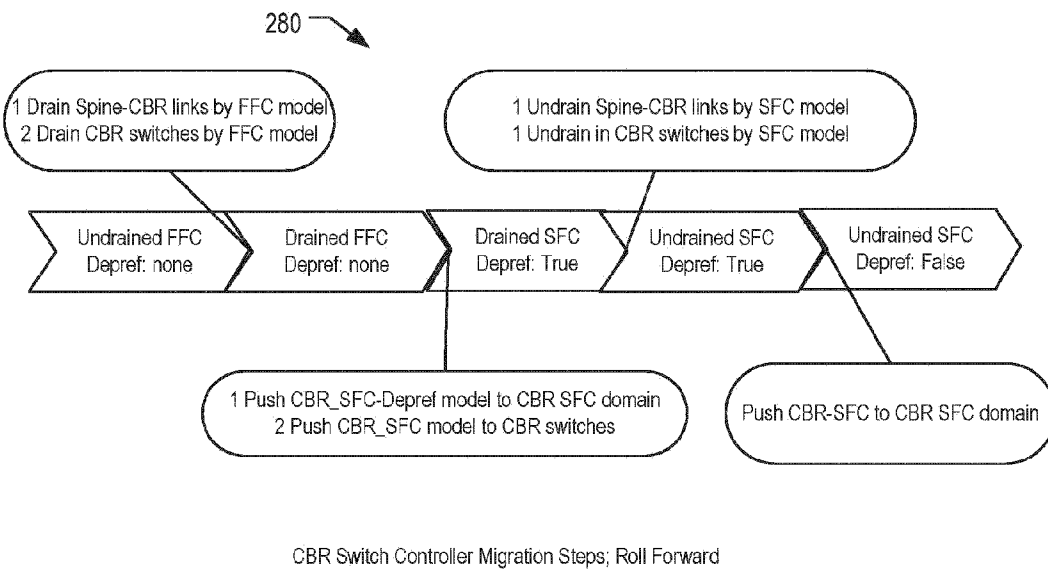 280
1 Drain Spine-CBR links by FFC model
2 Drain CBR switches by FFC model
1 Undrain Spine-CBR links by SFC model
1 Undrain in CBR switches by SFC model
Undrained FFC
Depref: none
Drained FFC
Depref: none
Drained SFC
Depref: True
Undrained SFC
Depref: True
Undrained SFC
Depref: False
1 Push CBR_SFC-Depref model to CBR SFC domain
2 Push CBR_SFC model to CBR switches
Push CBR-SFC to CBR SFC domain
CBR Switch Controller Migration Steps; Roll Forward